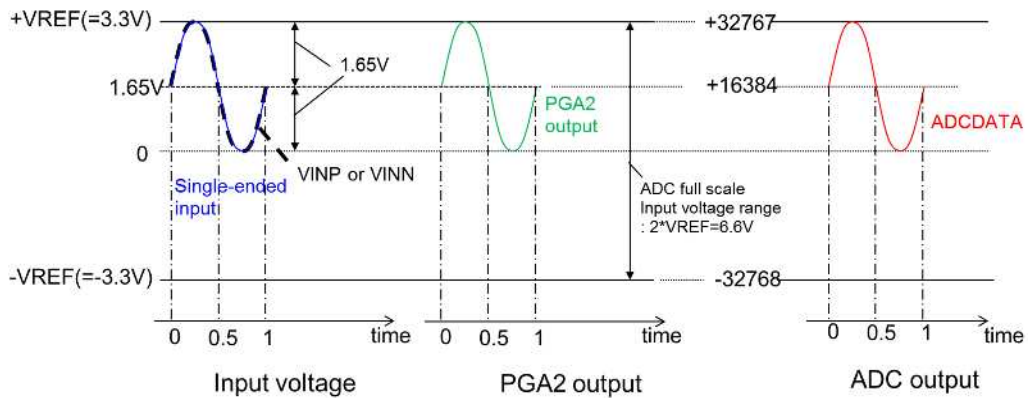 +VREF(=3.3V)
1.65V
0
-VREF(=-3.3V)
1.65V
VINP or VINN
Single-ended
input
0 0.5 1
time
Input voltage
PGA2
output
ADC full scale
Input voltage range
: 2*VREF=6.6V
0 0.5 1
time
PGA2 output
+32767
+16384
-32768
ADCDATA
0 0.5 1
time
ADC output